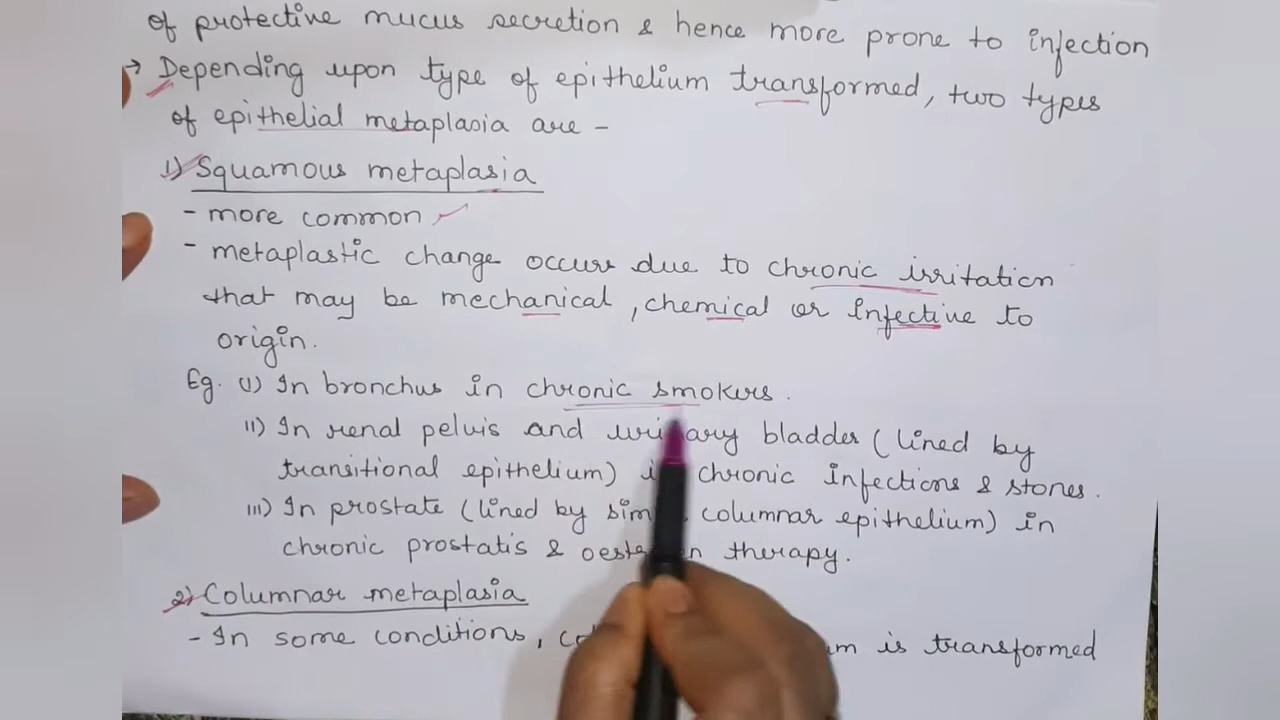 of protective mucus secretion & hence more prone to infection
→ Depending upon type of epithelium transformed, two types
of epithelial metaplasia are -
1) Squamous metaplasia
- more common ✓
- metaplastic change occurs due to chronic irritation
that may be mechanical, chemical or infective to
origin.
Eg. (i) In bronchus in chronic smokers.
ii) In renal pelvis and urinary bladder (lined by
transitional epithelium) chronic infections & stones.
iii) In prostate (lined by columnar epithelium) in
chronic prostatis & therapy.
2) Columnar metaplasia
- In some conditions, is transformed